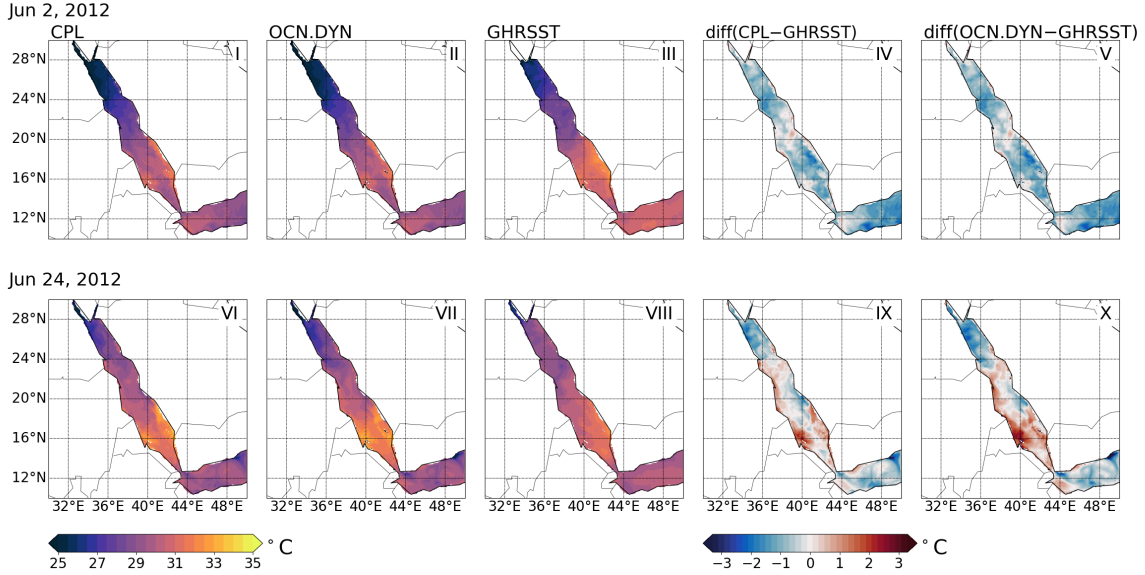 Jun 2, 2012
CPL OCN.DYN GHRSST diff(CPL−GHRSST) diff(OCN.DYN−GHRSST)
I II III IV V
28°N
24°N
20°N
16°N
12°N
Jun 24, 2012
VI VII VIII IX X
28°N
24°N
20°N
16°N
12°N
32°E 36°E 40°E 44°E 48°E 32°E 36°E 40°E 44°E 48°E 32°E 36°E 40°E 44°E 48°E 32°E 36°E 40°E 44°E 48°E 32°E 36°E 40°E 44°E 48°E
25 27 29 31 33 35 °C
−3 −2 −1 0 1 2 3 °C